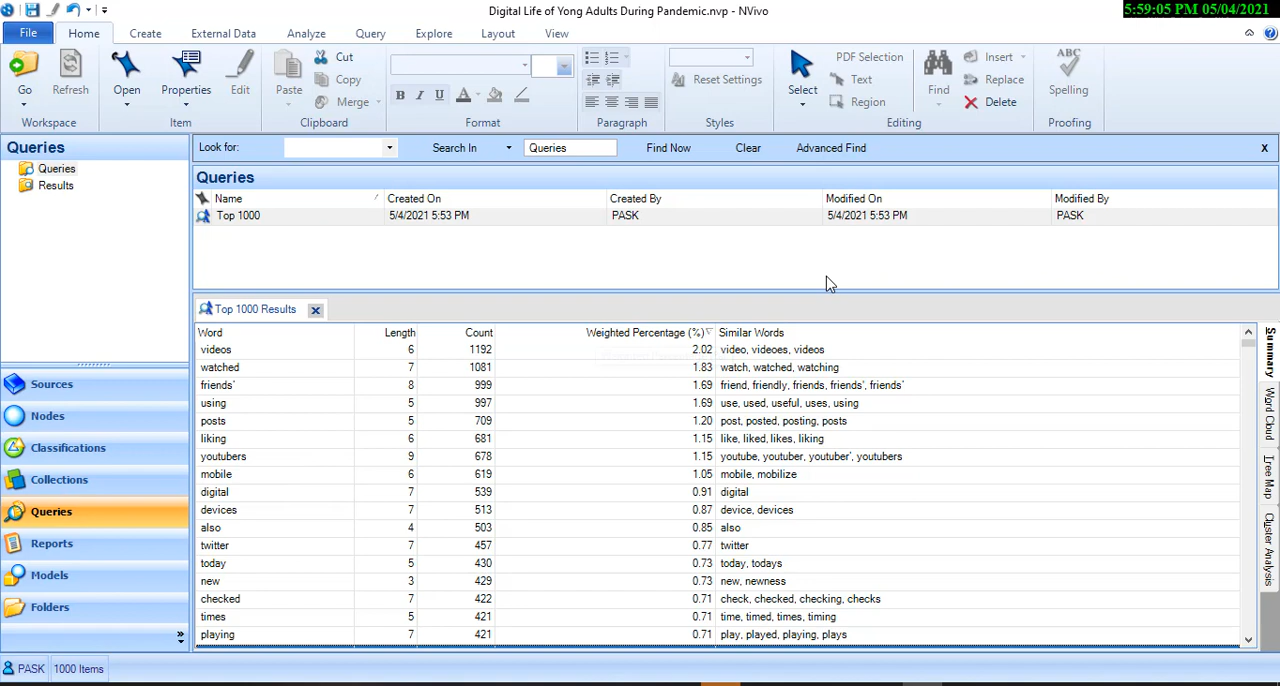 Digital Life of Yong Adults During Pandemic.nvp - NVivo
5:59:05 PM 05/04/2021
File Home Create External Data Analyze Query Explore Layout View
Go Refresh Open Properties Edit Paste Cut Copy Merge
B I U A
Reset Settings
Select PDF Selection Text Region Find Insert Replace Delete
ABC Spelling
Workspace Item Clipboard Format Paragraph Styles Editing Proofing
Queries
Queries
Results
Look for: Search In Queries Find Now Clear Advanced Find X
Queries
Name Created On Created By Modified On Modified By
Top 1000 5/4/2021 5:53 PM PASK 5/4/2021 5:53 PM PASK
Top 1000 Results
Word Length Count Weighted Percentage (%) Similar Words
videos 6 1192 2.02 video, videoes, videos
watched 7 1081 1.83 watch, watched, watching
friends' 8 999 1.69 friend, friendly, friends, friends', friends'
using 5 997 1.69 use, used, useful, uses, using
posts 5 709 1.20 post, posted, posting, posts
liking 6 681 1.15 like, liked, likes, liking
youtubers 9 678 1.15 youtube, youtuber, youtuber', youtubers
mobile 6 619 1.05 mobile, mobilize
digital 7 539 0.91 digital
devices 7 513 0.87 device, devices
also 4 503 0.85 also
twitter 7 457 0.77 twitter
today 5 430 0.73 today, todays
new 3 429 0.73 new, newness
checked 7 422 0.71 check, checked, checking, checks
times 5 421 0.71 time, timed, times, timing
playing 7 421 0.71 play, played, playing, plays
Summary
Word Cloud
Tree Map
Cluster Analysis
Sources
Nodes
Classifications
Collections
Queries
Reports
Models
Folders
PASK 1000 Items